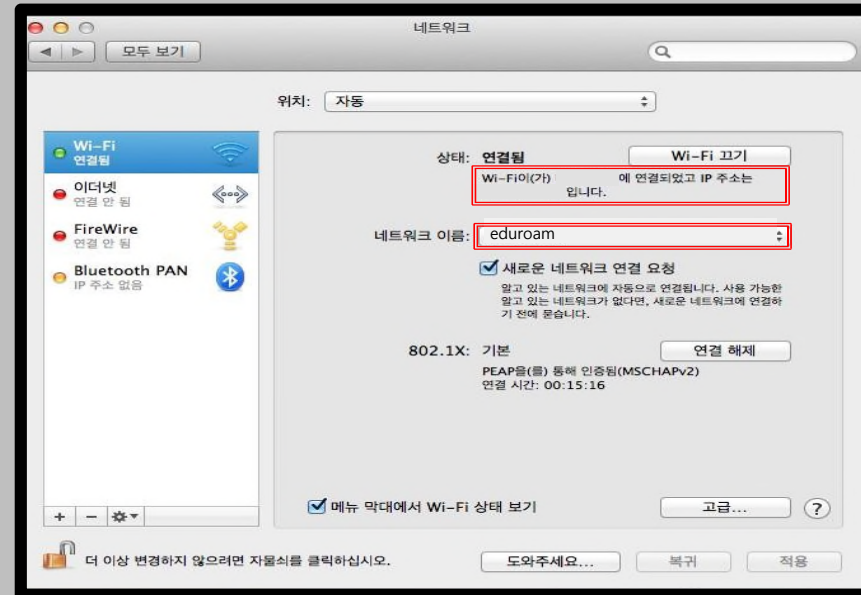 네트워크
모두 보기
위치: 자동
Wi-Fi
연결됨
이더넷
연결 안 됨
FireWire
연결 안 됨
Bluetooth PAN
IP 주소 없음
상태: 연결됨 Wi-Fi 끄기
Wi-Fi이(가) 에 연결되었고 IP 주소는
입니다.
네트워크 이름: eduroam
새로운 네트워크 연결 요청
알고 있는 네트워크에 자동으로 연결됩니다. 사용 가능한
알고 있는 네트워크가 없다면, 새로운 네트워크에 연결하
기 전에 묻습니다.
802.1X: 기본 연결 해제
PEAP을(를) 통해 인증됨(MSCHAPv2)
연결 시간: 00:15:16
메뉴 막대에서 Wi-Fi 상태 보기 고급... ?
더 이상 변경하지 않으려면 자물쇠를 클릭하십시오. 도와주세요... 복귀 적용